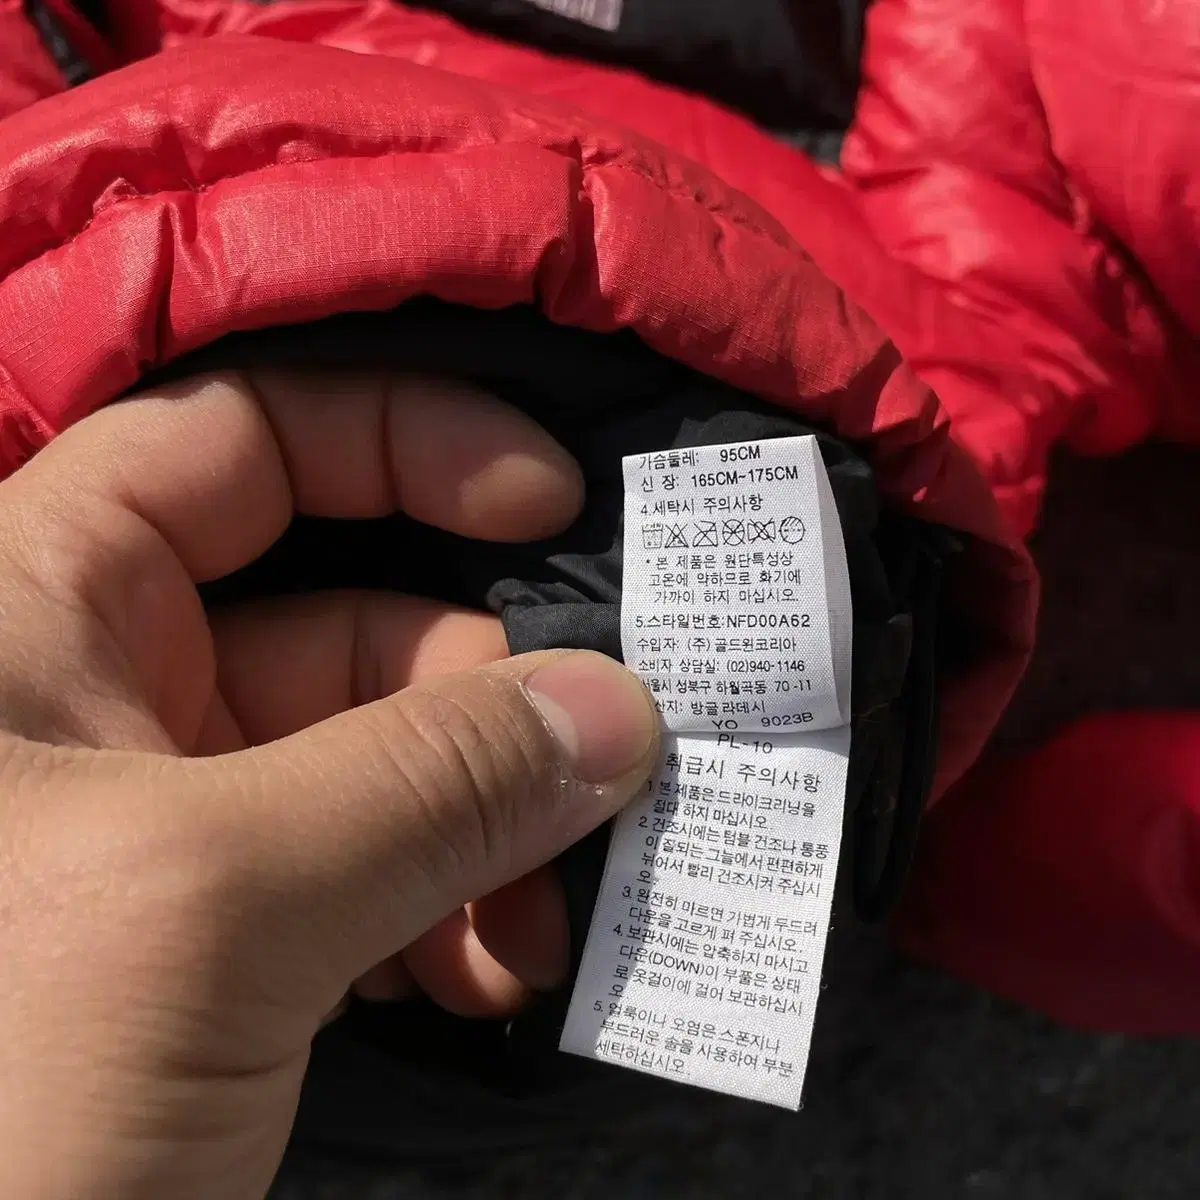 가슴둘레: 95CM
신 장: 165CM-175CM
4.세탁시 주의사항
* 본 제품은 원단특성상
고온에 약하므로 화기에
가까이 하지 마십시오.
5.스타일번호:NFD00A62
수입자 (주)골드윈코리아
소비자 상담실: (02)940-1146
서울시 성북구 하월곡동 70-11
산지: 방글라데시
YO 9023B
PL-10
취급시 주의사항
1. 본제품은드라이크리닝을
절대 하지 마십시오.
2. 건조시에는 텀블 건조나 통풍
이 잘되는 그늘에서 편편하게
뉘어서 빨리 건조시켜 주십시
오.
3. 완전히 마르면 가볍게 두드려
다운을 고르게 펴 주십시오.
4. 보관시에는 압축하지 마시고
다운(DOWN)이 부풀은 상태
로 옷걸이에 걸어 보관하십시
오.
5. 얼룩이나 오염은 스폰지나
부드러운 솔을 사용하여 부분
세탁하십시오.